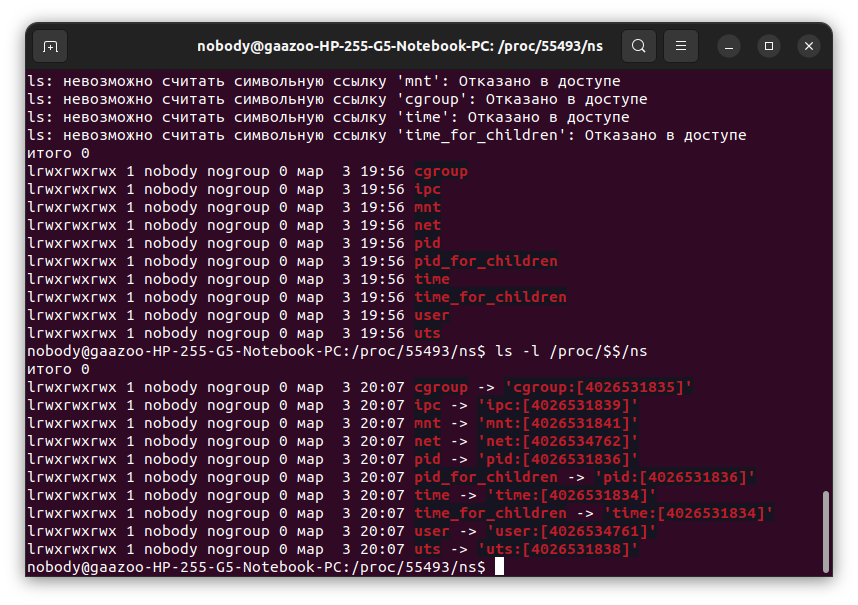 nobody@gaazoo-HP-255-G5-Notebook-PC: /proc/55493/ns
ls: невозможно считать символьную ссылку 'mnt': Отказано в доступе
ls: невозможно считать символьную ссылку 'cgroup': Отказано в доступе
ls: невозможно считать символьную ссылку 'time': Отказано в доступе
ls: невозможно считать символьную ссылку 'time_for_children': Отказано в доступе
итого 0
lrwxrwxrwx 1 nobody nogroup 0 мар  3 19:56 cgroup
lrwxrwxrwx 1 nobody nogroup 0 мар  3 19:56 ipc
lrwxrwxrwx 1 nobody nogroup 0 мар  3 19:56 mnt
lrwxrwxrwx 1 nobody nogroup 0 мар  3 19:56 net
lrwxrwxrwx 1 nobody nogroup 0 мар  3 19:56 pid
lrwxrwxrwx 1 nobody nogroup 0 мар  3 19:56 pid_for_children
lrwxrwxrwx 1 nobody nogroup 0 мар  3 19:56 time
lrwxrwxrwx 1 nobody nogroup 0 мар  3 19:56 time_for_children
lrwxrwxrwx 1 nobody nogroup 0 мар  3 19:56 user
lrwxrwxrwx 1 nobody nogroup 0 мар  3 19:56 uts
nobody@gaazoo-HP-255-G5-Notebook-PC:/proc/55493/ns$ ls -l /proc/$$/ns
итого 0
lrwxrwxrwx 1 nobody nogroup 0 мар  3 20:07 cgroup -> 'cgroup:[4026531835]'
lrwxrwxrwx 1 nobody nogroup 0 мар  3 20:07 ipc -> 'ipc:[4026531839]'
lrwxrwxrwx 1 nobody nogroup 0 мар  3 20:07 mnt -> 'mnt:[4026531841]'
lrwxrwxrwx 1 nobody nogroup 0 мар  3 20:07 net -> 'net:[4026534762]'
lrwxrwxrwx 1 nobody nogroup 0 мар  3 20:07 pid -> 'pid:[4026531836]'
lrwxrwxrwx 1 nobody nogroup 0 мар  3 20:07 pid_for_children -> 'pid:[4026531836]'
lrwxrwxrwx 1 nobody nogroup 0 мар  3 20:07 time -> 'time:[4026531834]'
lrwxrwxrwx 1 nobody nogroup 0 мар  3 20:07 time_for_children -> 'time:[4026531834]'
lrwxrwxrwx 1 nobody nogroup 0 мар  3 20:07 user -> 'user:[4026534761]'
lrwxrwxrwx 1 nobody nogroup 0 мар  3 20:07 uts -> 'uts:[4026531838]'
nobody@gaazoo-HP-255-G5-Notebook-PC:/proc/55493/ns$